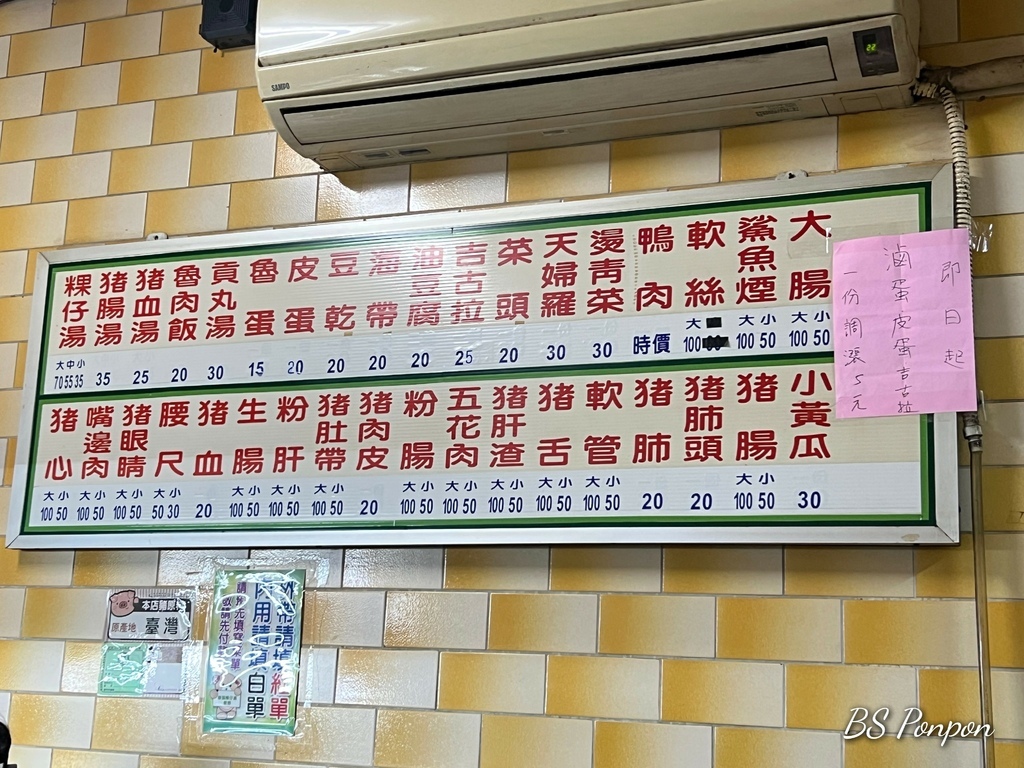 SAMPO
大腸
大 小
100 50
鯊魚煙
大 小
100 50
軟絲
大
100
鴨肉
時價
燙青菜
30
天婦羅
30
菜頭
20
吉古拉
25
油豆腐
20
海帶
20
豆乾
20
皮蛋
20
魯蛋
15
貢丸湯
30
魯肉飯
20
豬血湯
25
豬腸湯
35
粿仔湯
大 中 小
70 55 35
小黃瓜
30
豬腸
大 小
100 50
豬肺頭
20
豬肺
20
軟管
大 小
100 50
豬舌
大 小
100 50
豬肝渣
大 小
100 50
五花肉
大 小
100 50
粉腸
大 小
100 50
豬肉皮
20
豬肚帶
大 小
100 50
粉肝
大 小
100 50
生腸
大 小
100 50
豬血
20
腰尺
大 小
50 30
豬眼睛
大 小
100 50
嘴邊肉
大 小
100 50
豬心
大 小
100 50
即日起
滷蛋皮蛋吉古拉
一份調漲5元
本店豬
原產地 臺灣
內用請填白單
BS Ponpon